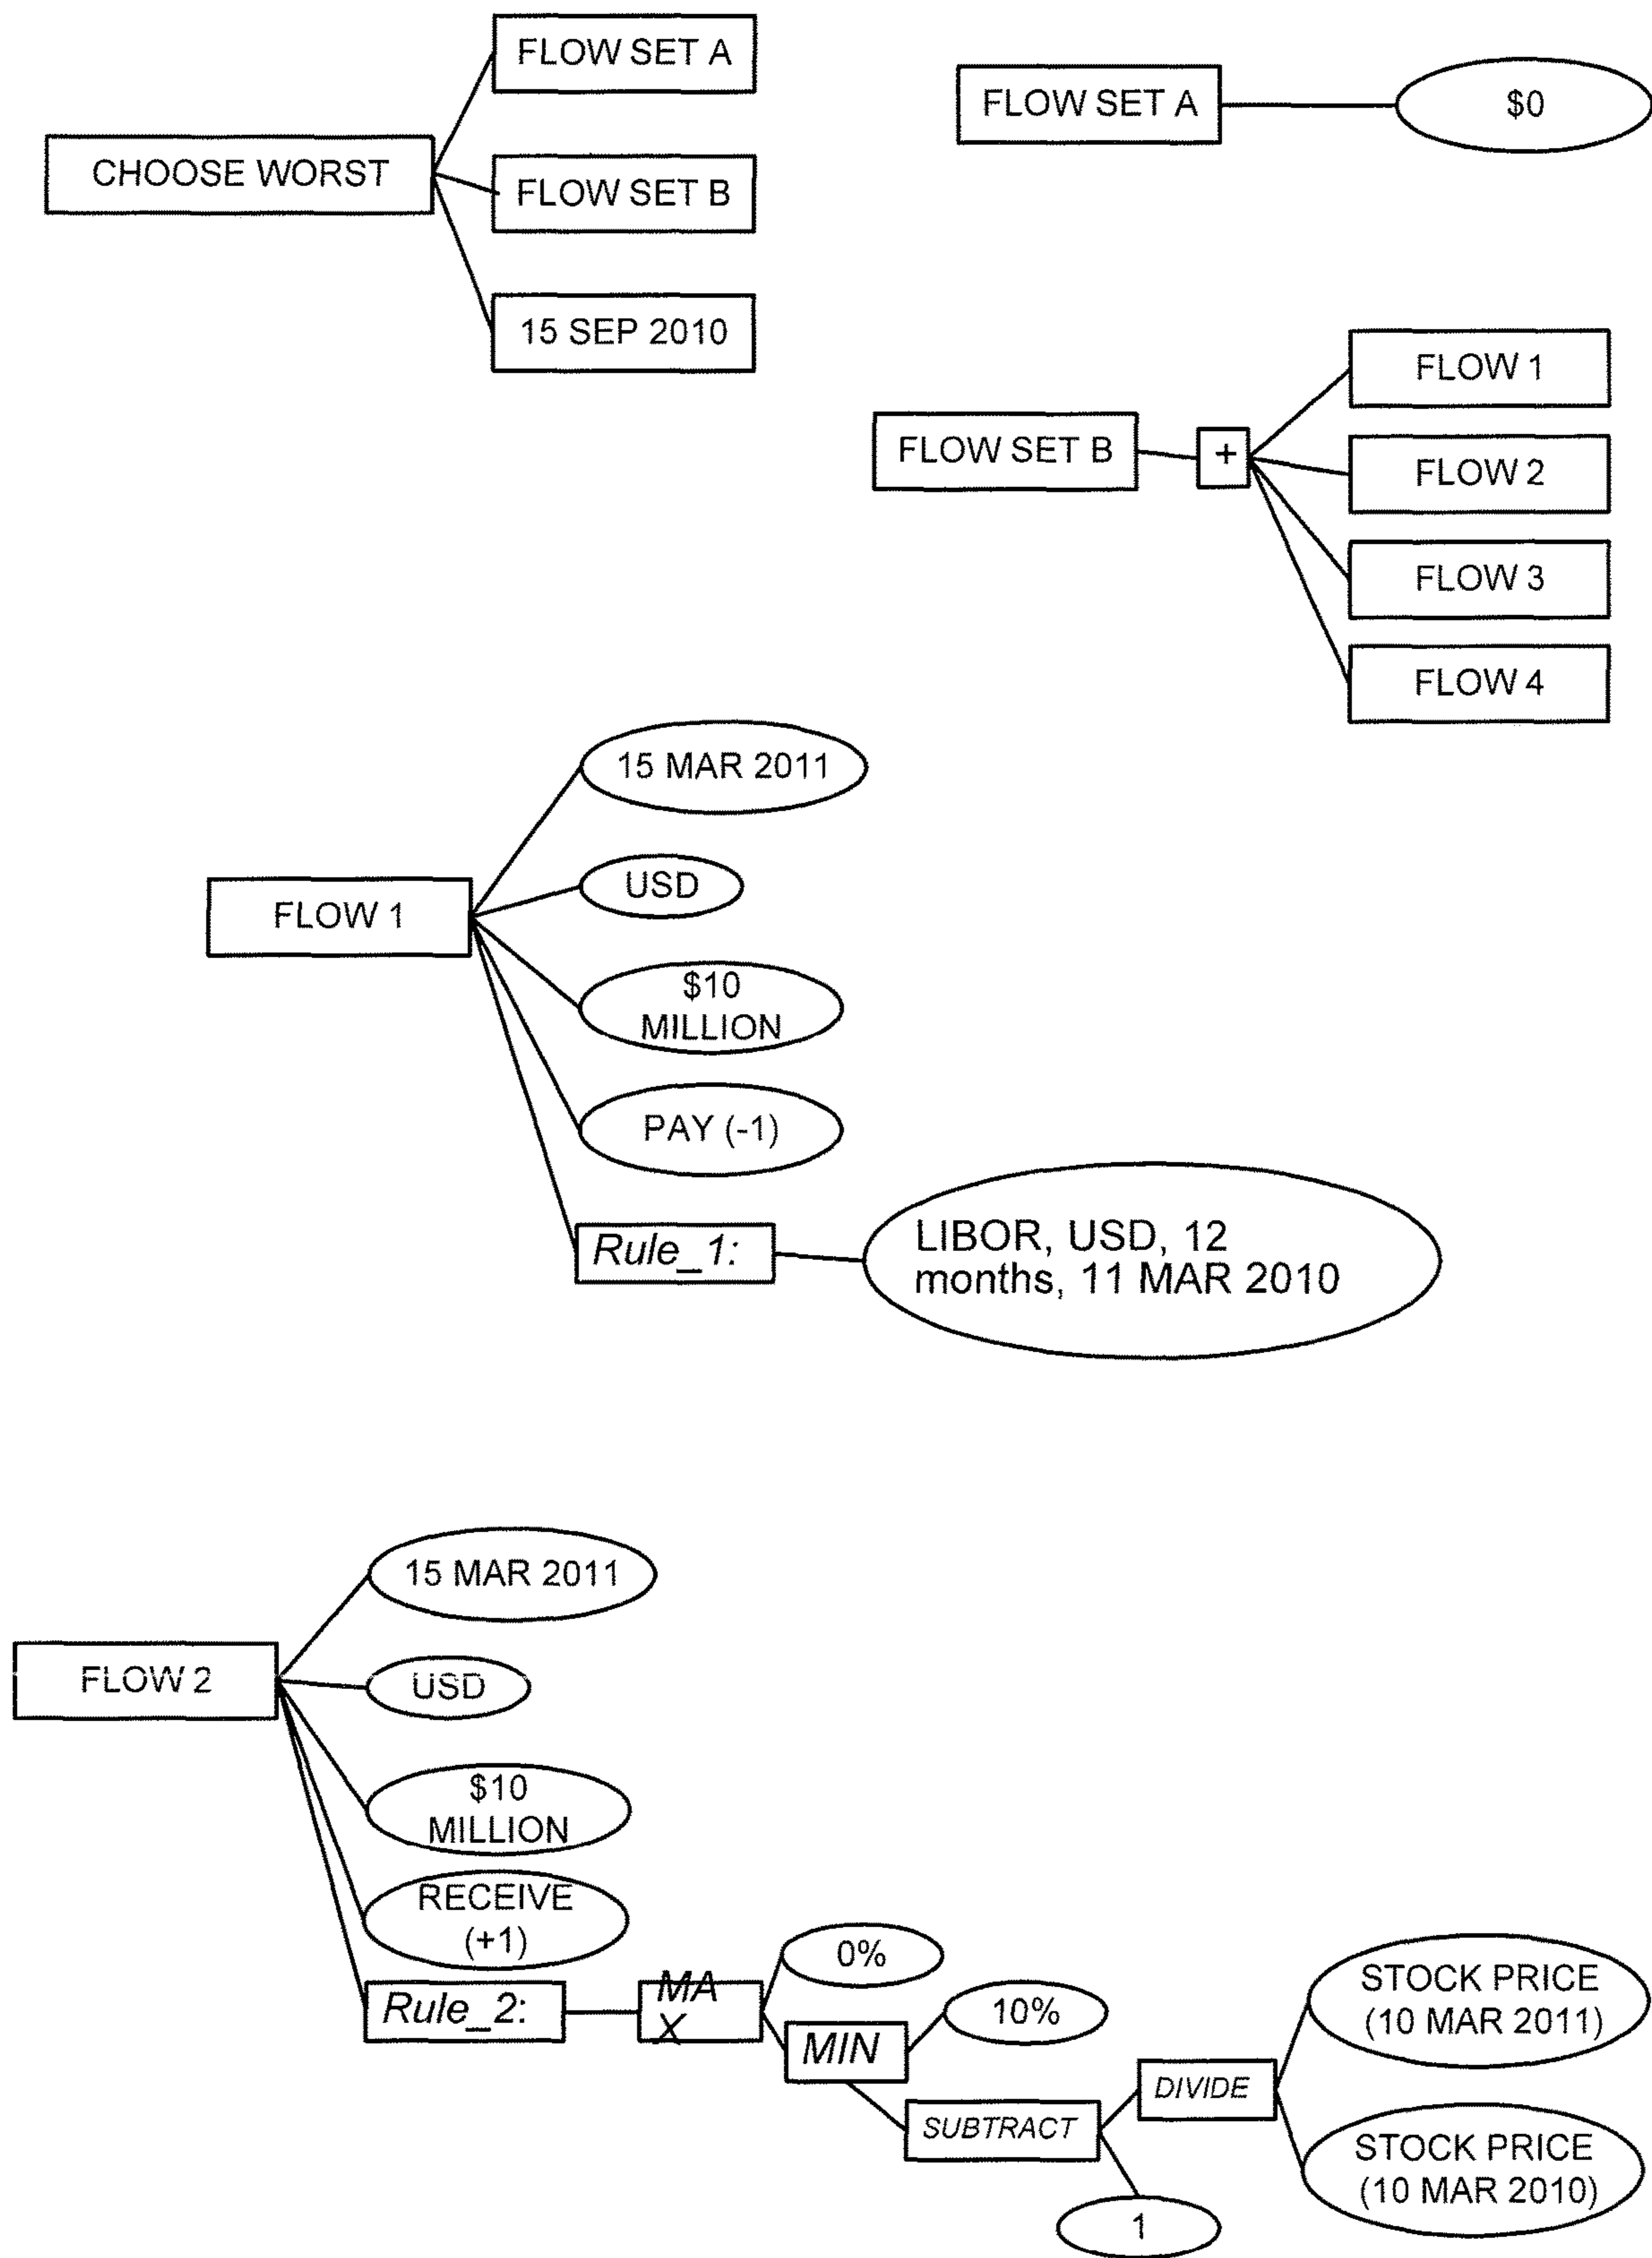 FLOW SET A
CHOOSE WORST
FLOW SET B
15 SEP 2010
FLOW SET A
$0
FLOW SET B
+
FLOW 1
FLOW 2
FLOW 3
FLOW 4
FLOW 1
15 MAR 2011
USD
$10
MILLION
PAY (-1)
Rule_1:
LIBOR, USD, 12
months, 11 MAR 2010
FLOW 2
15 MAR 2011
USD
$10
MILLION
RECEIVE
(+1)
Rule_2:
MA
X
0%
MIN
10%
SUBTRACT
DIVIDE
STOCK PRICE
(10 MAR 2011)
STOCK PRICE
(10 MAR 2010)
1